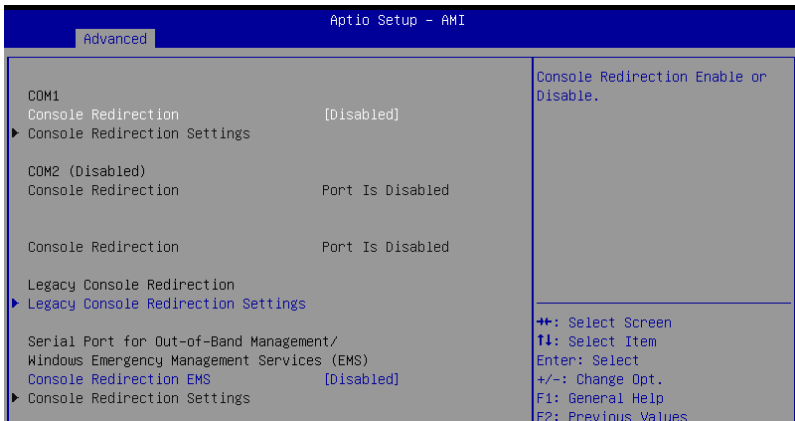 Aptio Setup – AMI
Advanced
COM1
Console Redirection [Disabled]
Console Redirection Settings
COM2 (Disabled)
Console Redirection Port Is Disabled
Console Redirection Port Is Disabled
Legacy Console Redirection
Legacy Console Redirection Settings
Serial Port for Out-of-Band Management/
Windows Emergency Management Services (EMS)
Console Redirection EMS [Disabled]
Console Redirection Settings
Console Redirection Enable or
Disable.
→←: Select Screen
↑↓: Select Item
Enter: Select
+/-: Change Opt.
F1: General Help
F2: Previous Values